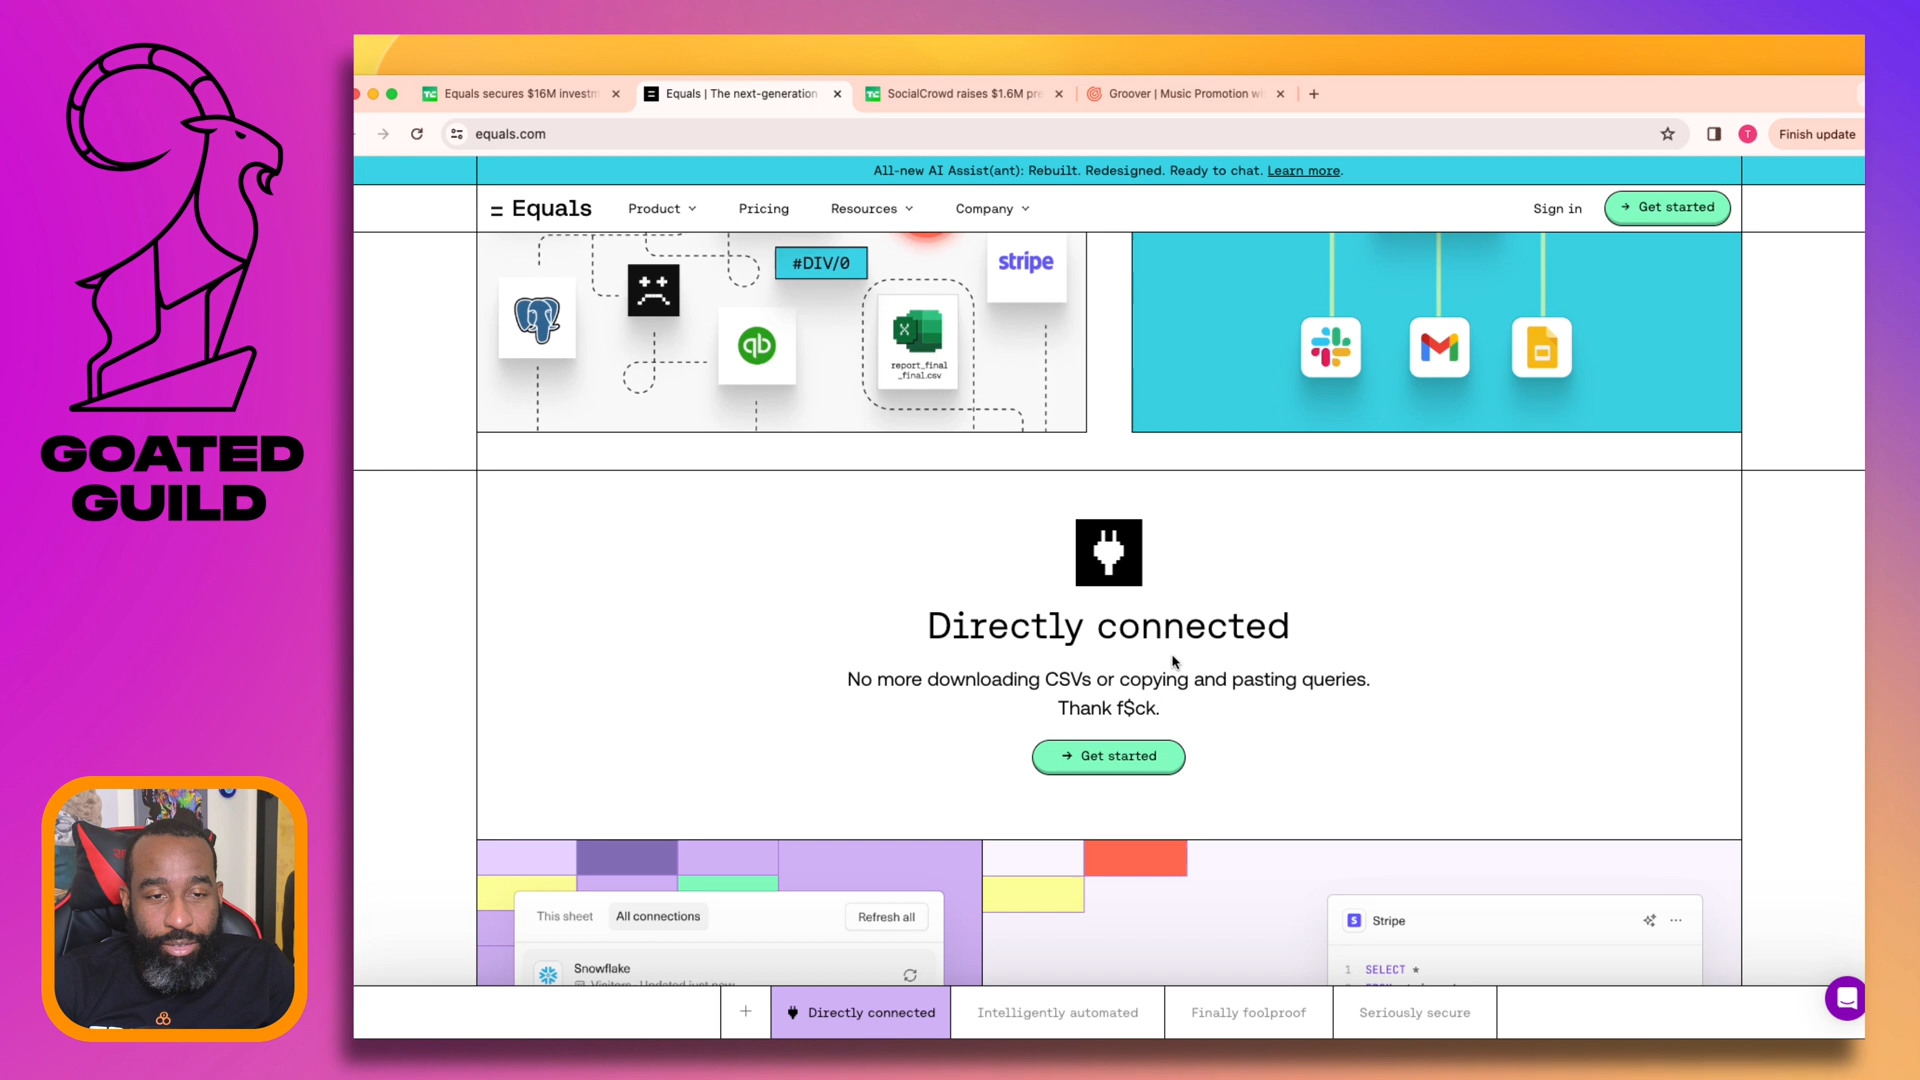 GOATED
GUILD
Equals secures $16M investm
Equals | The next-generation
SocialCrowd raises $1.6M pre
Groover | Music Promotion wi
equals.com
T
Finish update
All-new AI Assist(ant): Rebuilt. Redesigned. Ready to chat. Learn more.
= Equals
Product
Pricing
Resources
Company
Sign in
→ Get started
#DIV/0
stripe
qb
X
report_final
_final.csv
Directly connected
No more downloading CSVs or copying and pasting queries.
Thank f$ck.
→ Get started
This sheet
All connections
Refresh all
Snowflake
S Stripe
1 SELECT *
+
Directly connected
Intelligently automated
Finally foolproof
Seriously secure